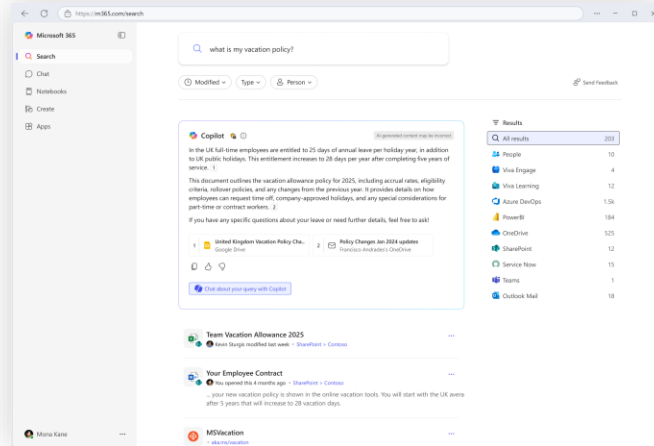 https://m365.com/search
Microsoft 365
Search
Chat
Notebooks
Create
Apps
Mona Kane
what is my vacation policy?
Modified
Type
Person
Send Feedback
Copilot
AI generated content may be incorrect
In the UK full-time employees are entitled to 25 days of annual leave per holiday year, in addition
to UK public holidays. This entitlement increases to 28 days per year after completing five years of
service. 1
This document outlines the vacation allowance policy for 2025, including accrual rates, eligibility
criteria, rollover policies, and any changes from the previous year. It provides details on how
employees can request time off, company-approved holidays, and any special considerations for
part-time or contract workers. 2
If you have any specific questions about your leave or need further details, feel free to ask!
1 United Kingdom Vacation Policy Cha...
Google Drive
2 Policy Changes Jan 2024 updates
Francisco Andrades's OneDrive
Chat about your query with Copilot
Team Vacation Allowance 2025
Kevin Sturgis modified last week • SharePoint > Contoso
Your Employee Contract
You opened this 4 months ago • SharePoint > Contoso
... your new vacation policy is shown in the online vacation tools. You will start with the UK
after 5 years that will increase to 28 vacation days.
MSVacation
aka.ms/vacation
Results
All results 203
People 10
Viva Engage 4
Viva Learning 12
Azure DevOps 1.5k
PowerBI 184
OneDrive 525
SharePoint 12
Service Now 15
Teams 1
Outlook Mail 18